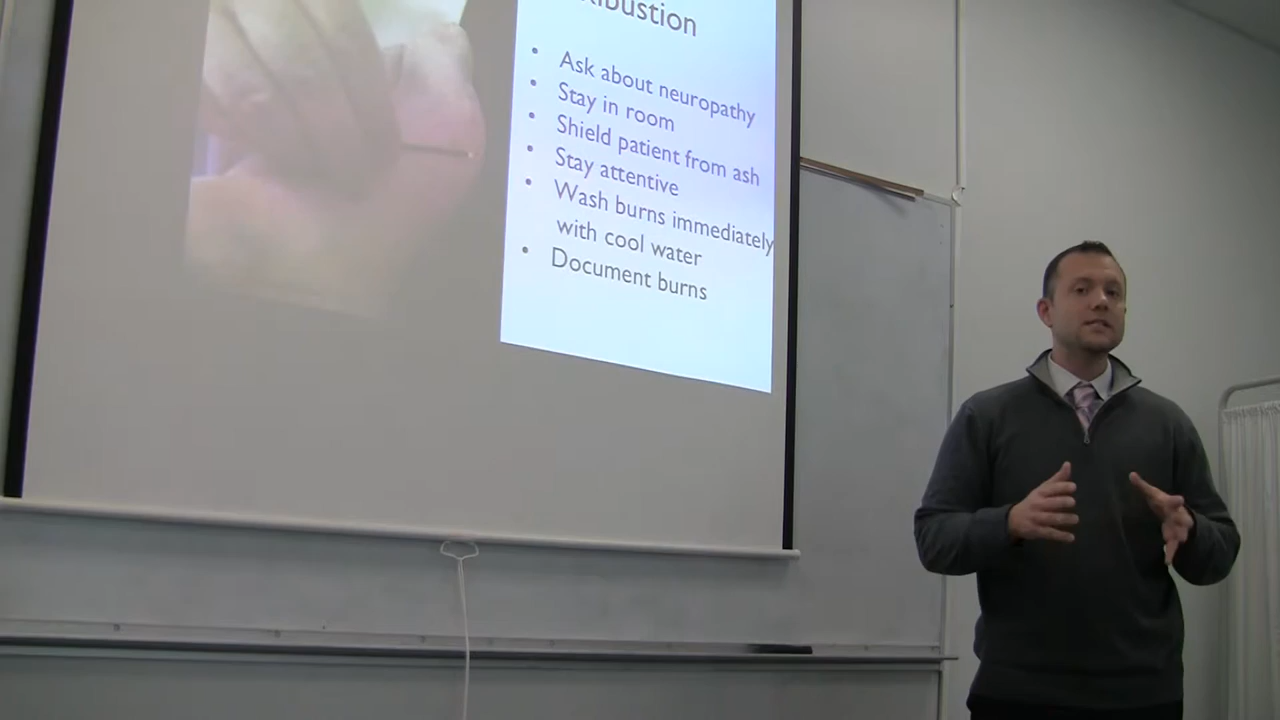 Ask about neuropathy
Stay in room
Shield patient from ash
Stay attentive
Wash burns immediately
with cool water
Document burns